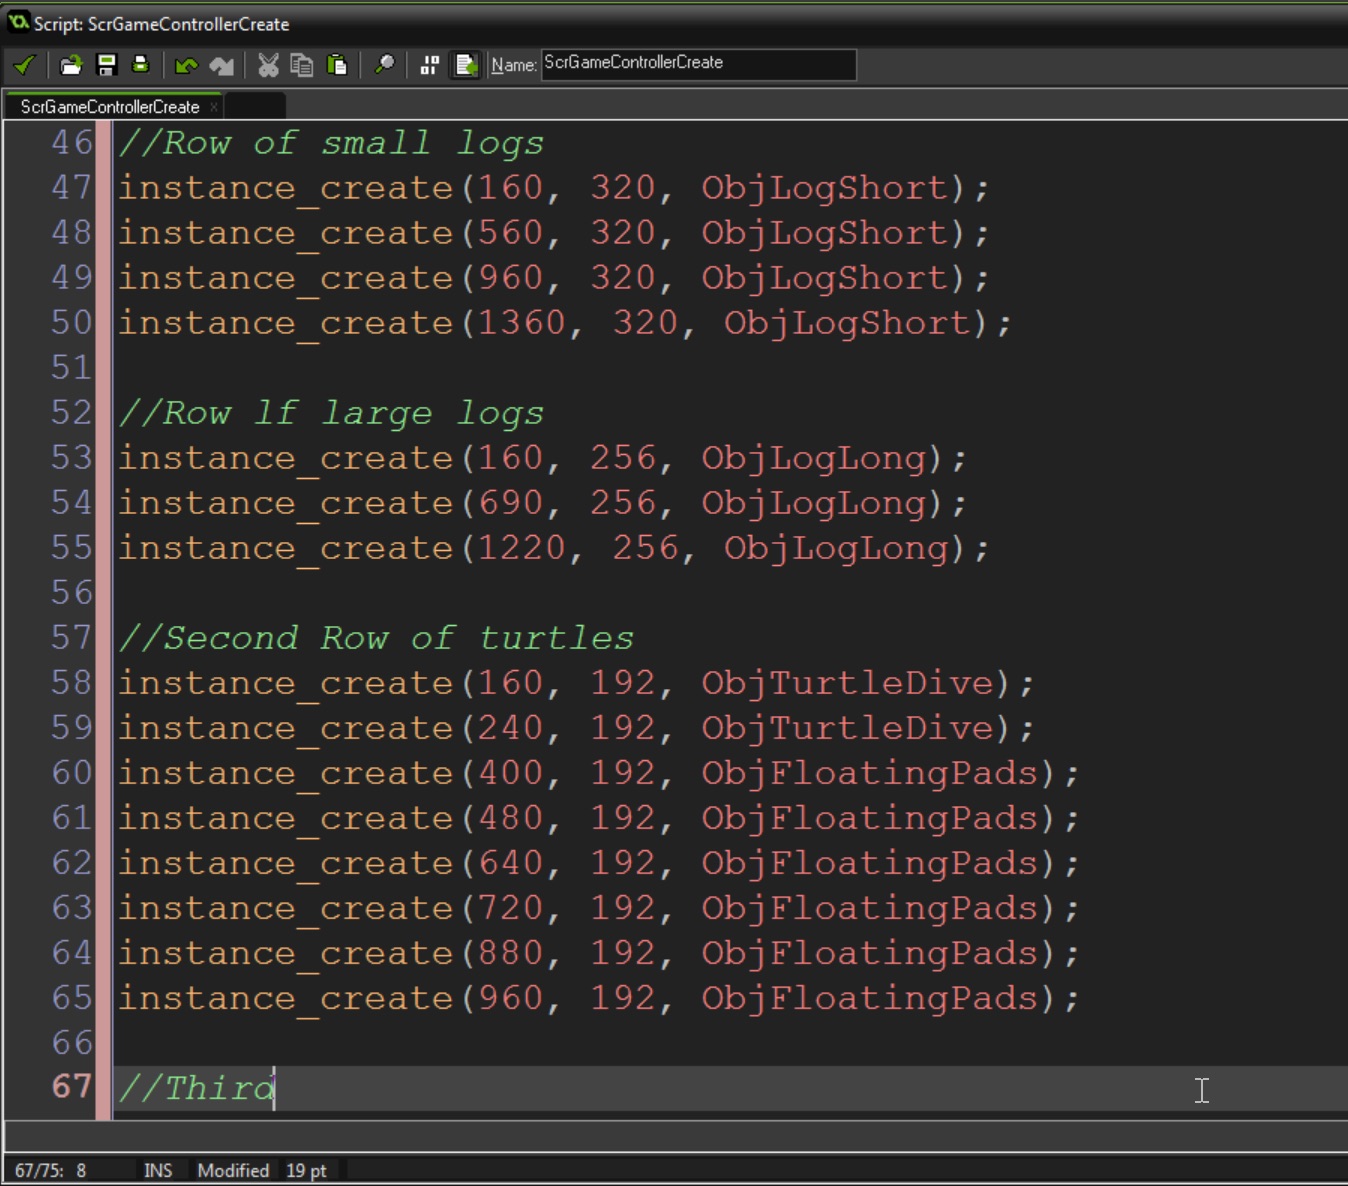 Script: ScrGameControllerCreate
Name: ScrGameControllerCreate
ScrGameControllerCreate ×
46 //Row of small logs
47 instance_create(160, 320, ObjLogShort);
48 instance_create(560, 320, ObjLogShort);
49 instance_create(960, 320, ObjLogShort);
50 instance_create(1360, 320, ObjLogShort);
51
52 //Row lf large logs
53 instance_create(160, 256, ObjLogLong);
54 instance_create(690, 256, ObjLogLong);
55 instance_create(1220, 256, ObjLogLong);
56
57 //Second Row of turtles
58 instance_create(160, 192, ObjTurtleDive);
59 instance_create(240, 192, ObjTurtleDive);
60 instance_create(400, 192, ObjFloatingPads);
61 instance_create(480, 192, ObjFloatingPads);
62 instance_create(640, 192, ObjFloatingPads);
63 instance_create(720, 192, ObjFloatingPads);
64 instance_create(880, 192, ObjFloatingPads);
65 instance_create(960, 192, ObjFloatingPads);
66
67 //Third
67/75: 8 INS Modified 19 pt